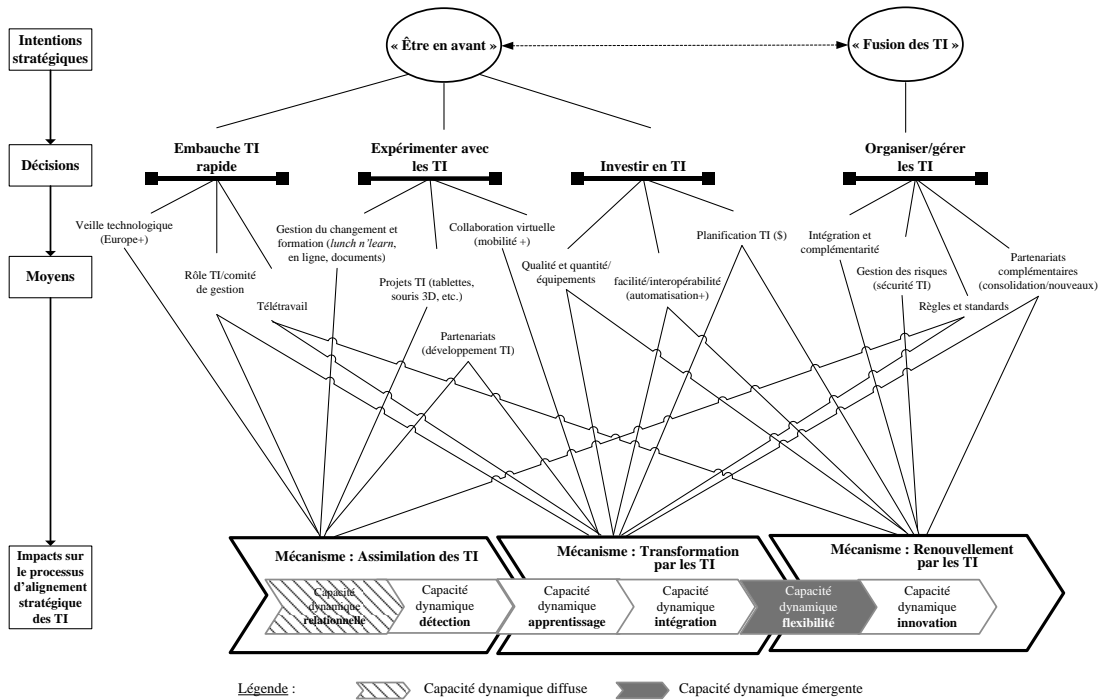 Intentions
stratégiques
« Être en avant »
« Fusion des TI »
Décisions
Embauche TI
rapide
Expérimenter avec
les TI
Investir en TI
Organiser/gérer
les TI
Moyens
Veille technologique
(Europe+)
Rôle TI/comité
de gestion
Télétravail
Gestion du changement et
formation (lunch n'learn,
en ligne, documents)
Projets TI (tablettes,
souris 3D, etc.)
Partenariats
(développement TI)
Collaboration virtuelle
(mobilité +)
Qualité et quantité/
équipements
facilité/interopérabilité
(automatisation+)
Planification TI ($)
Intégration et
complémentarité
Gestion des risques
(sécurité TI)
Règles et standards
Partenariats
complémentaires
(consolidation/nouveaux)
Impacts sur
le processus
d'alignement
stratégique
des TI
Mécanisme : Assimilation des TI
Capacité
dynamique
relationnelle
Capacité
dynamique
détection
Mécanisme : Transformation
par les TI
Capacité
dynamique
apprentissage
Capacité
dynamique
intégration
Mécanisme : Renouvellement
par les TI
Capacité
dynamique
flexibilité
Capacité
dynamique
innovation
Légende :
Capacité dynamique diffuse
Capacité dynamique émergente